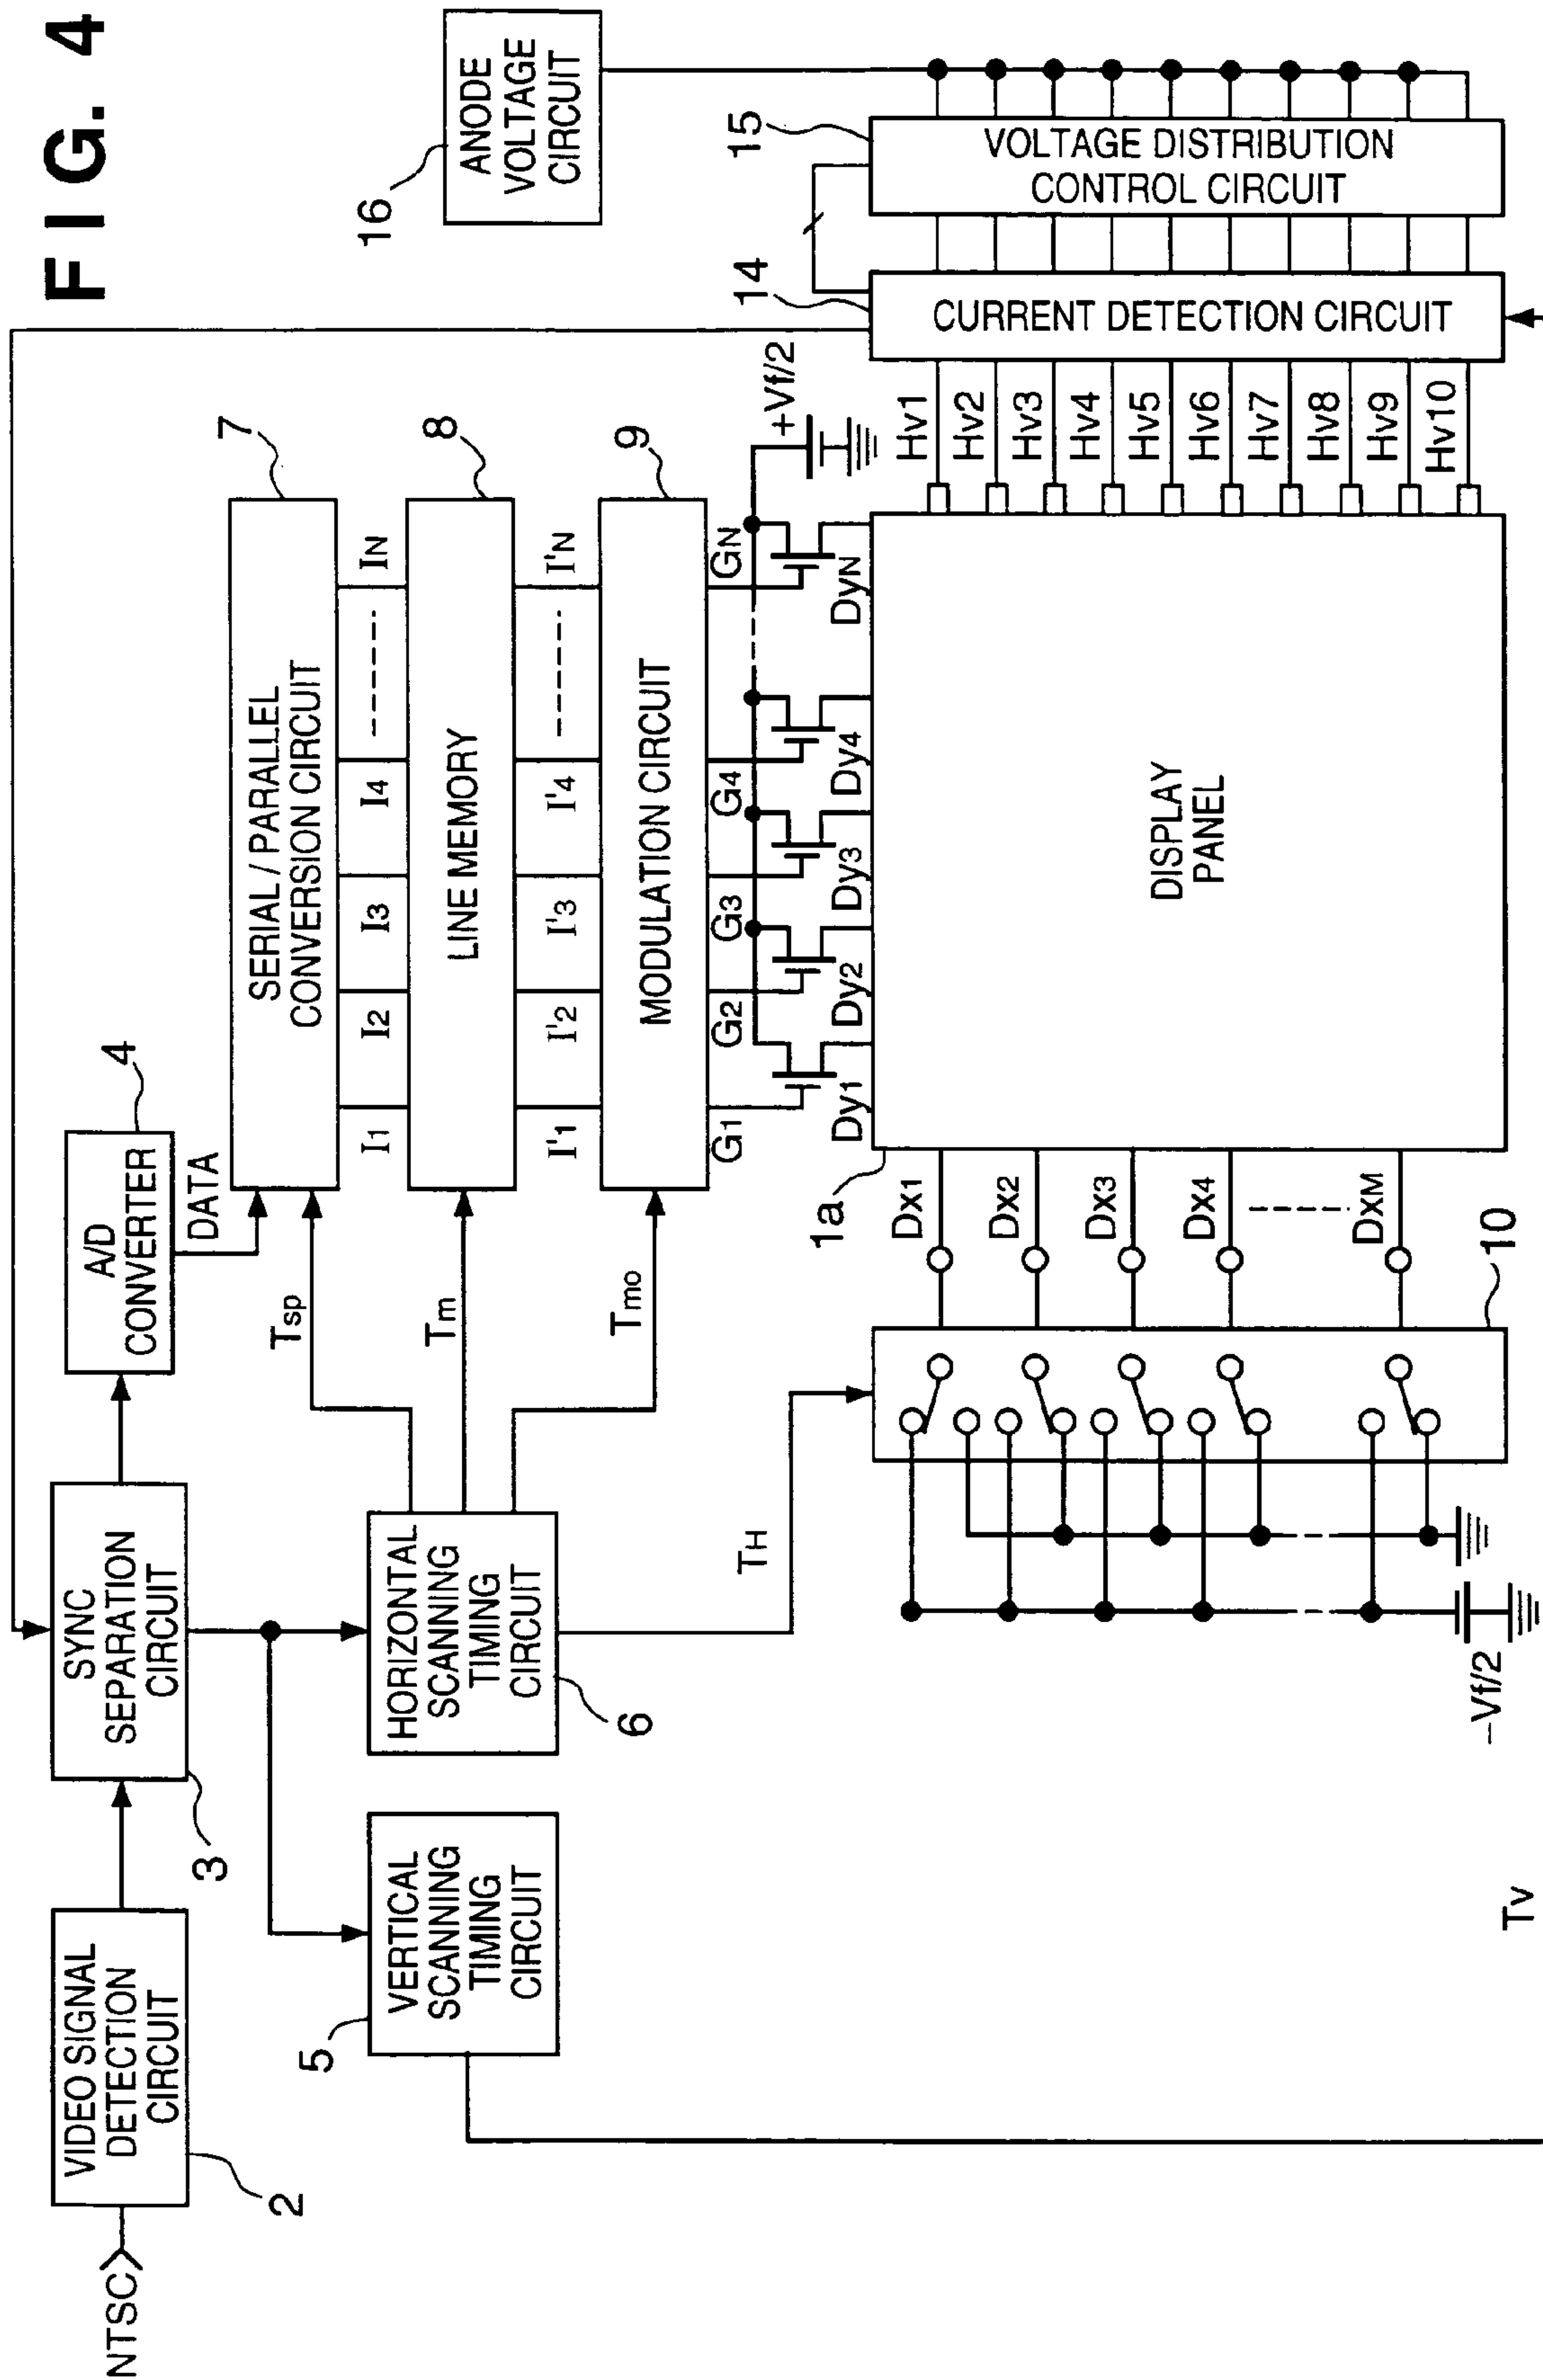 FIG. 4
NTSC
VIDEO SIGNAL
DETECTION
CIRCUIT
2
SYNC
SEPARATION
CIRCUIT
3
A/D
CONVERTER
4
DATA
VERTICAL
SCANNING
TIMING
CIRCUIT
5
HORIZONTAL
SCANNING
TIMING
CIRCUIT
6
Tsp
Tm
Tmo
TH
SERIAL / PARALLEL
CONVERSION CIRCUIT
7
I1 I2 I3 I4 IN
LINE MEMORY
8
I'1 I'2 I'3 I'4 I'N
MODULATION CIRCUIT
9
G1 G2 G3 G4 GN
+Vf/2
Dy1 Dy2 Dy3 Dy4 DyN
1a
DISPLAY
PANEL
Dx1
Dx2
Dx3
Dx4
DxM
10
-Vf/2
Tv
Hv1
Hv2
Hv3
Hv4
Hv5
Hv6
Hv7
Hv8
Hv9
Hv10
14
CURRENT DETECTION CIRCUIT
15
VOLTAGE DISTRIBUTION
CONTROL CIRCUIT
16
ANODE
VOLTAGE
CIRCUIT